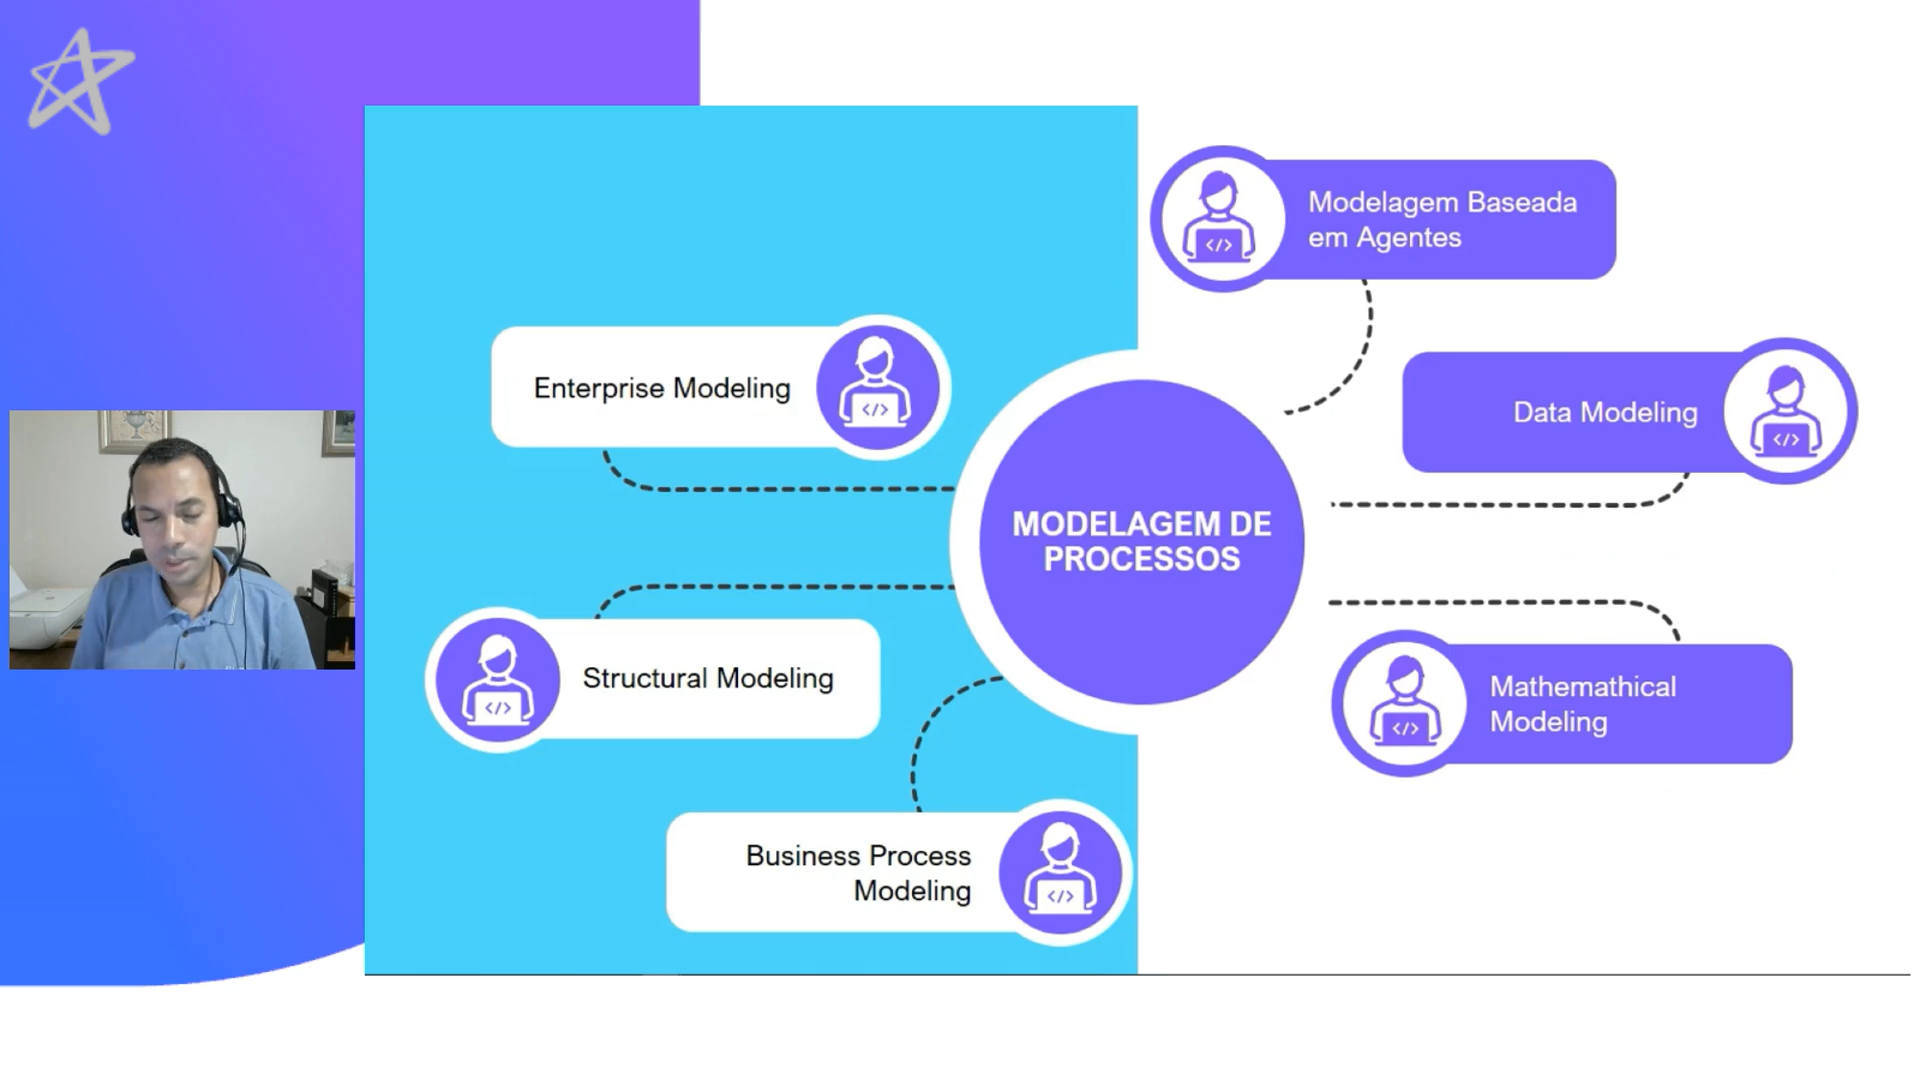 Modelagem Baseada
em Agentes
Enterprise Modeling
Data Modeling
MODELAGEM DE
PROCESSOS
Structural Modeling
Mathemathical
Modeling
Business Process
Modeling